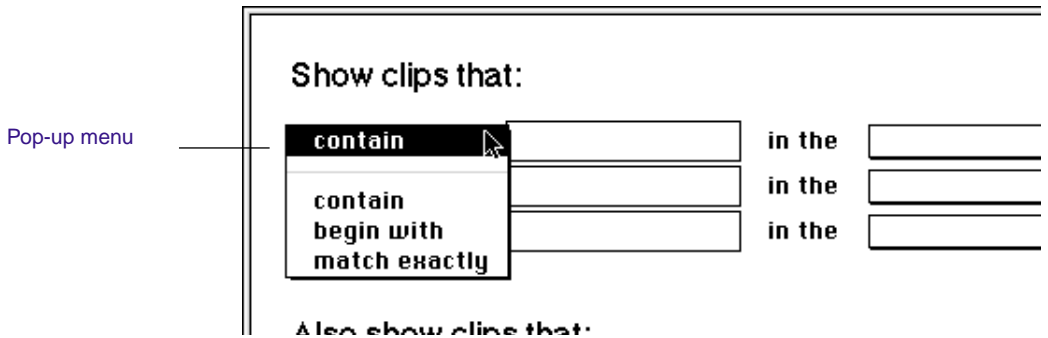 Show clips that:
Pop-up menu
contain in the
contain in the
begin with in the
match exactly
Also show clips that: